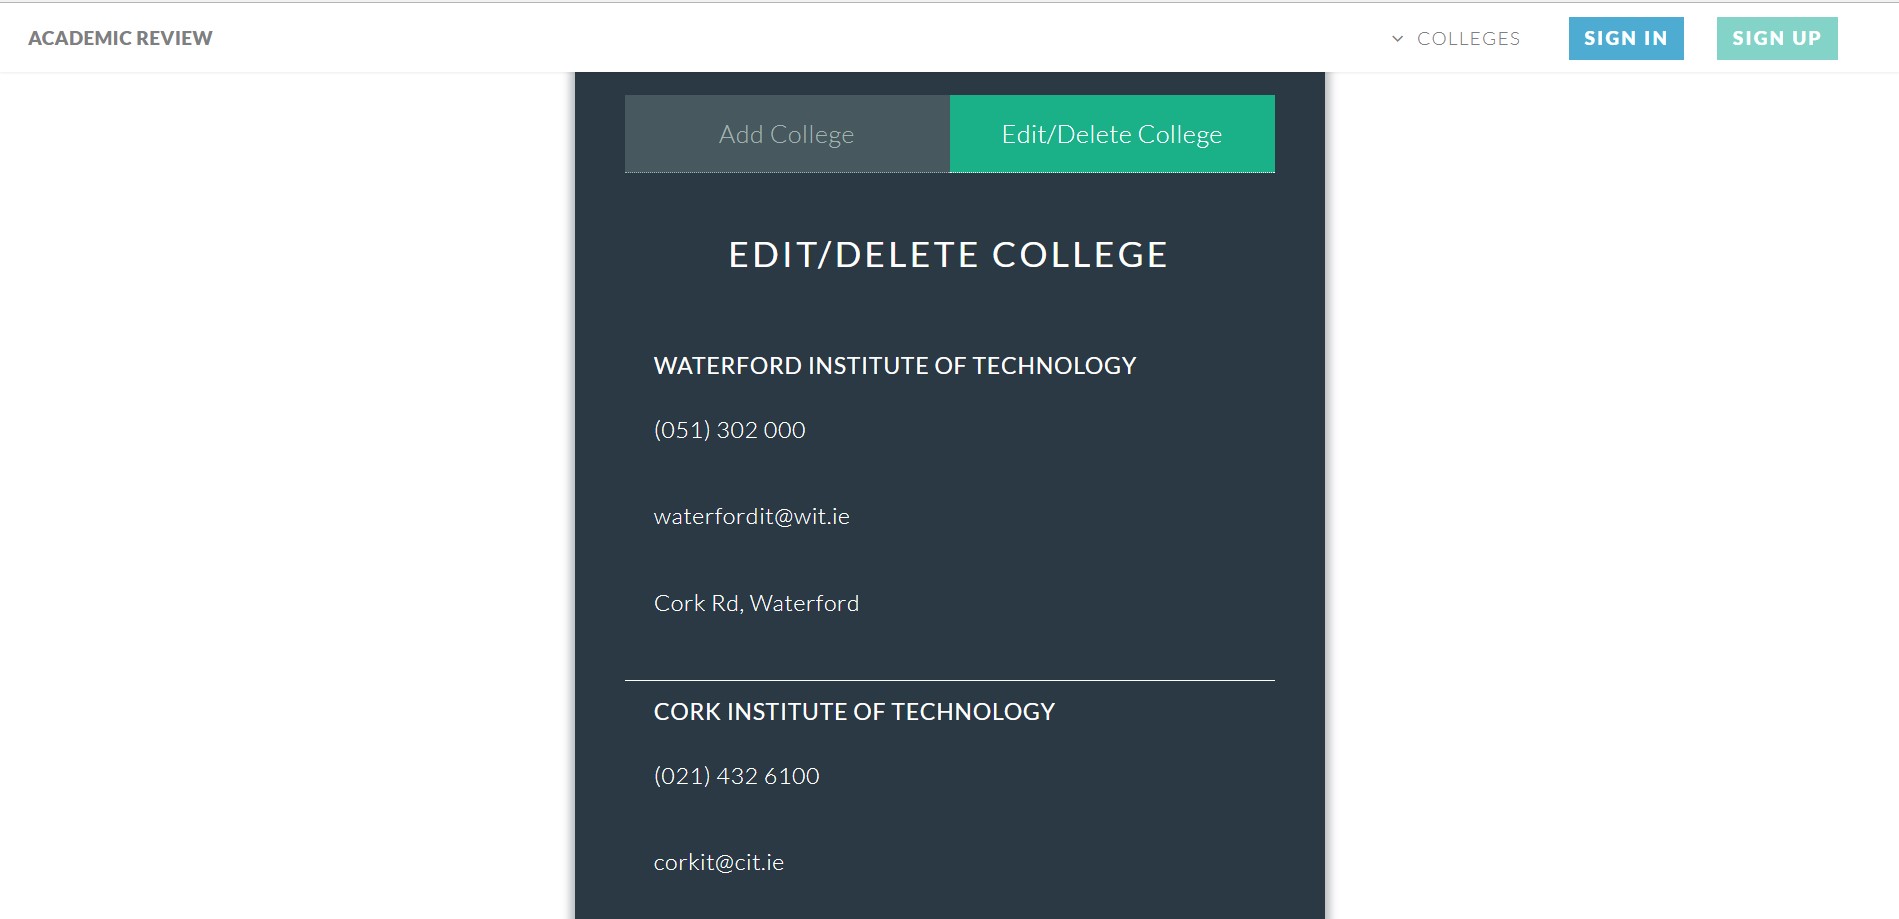 ACADEMIC REVIEW
COLLEGES
SIGN IN
SIGN UP
Add College
Edit/Delete College
EDIT/DELETE COLLEGE
WATERFORD INSTITUTE OF TECHNOLOGY
(051) 302 000
waterfordit@wit.ie
Cork Rd, Waterford
CORK INSTITUTE OF TECHNOLOGY
(021) 432 6100
corkit@cit.ie